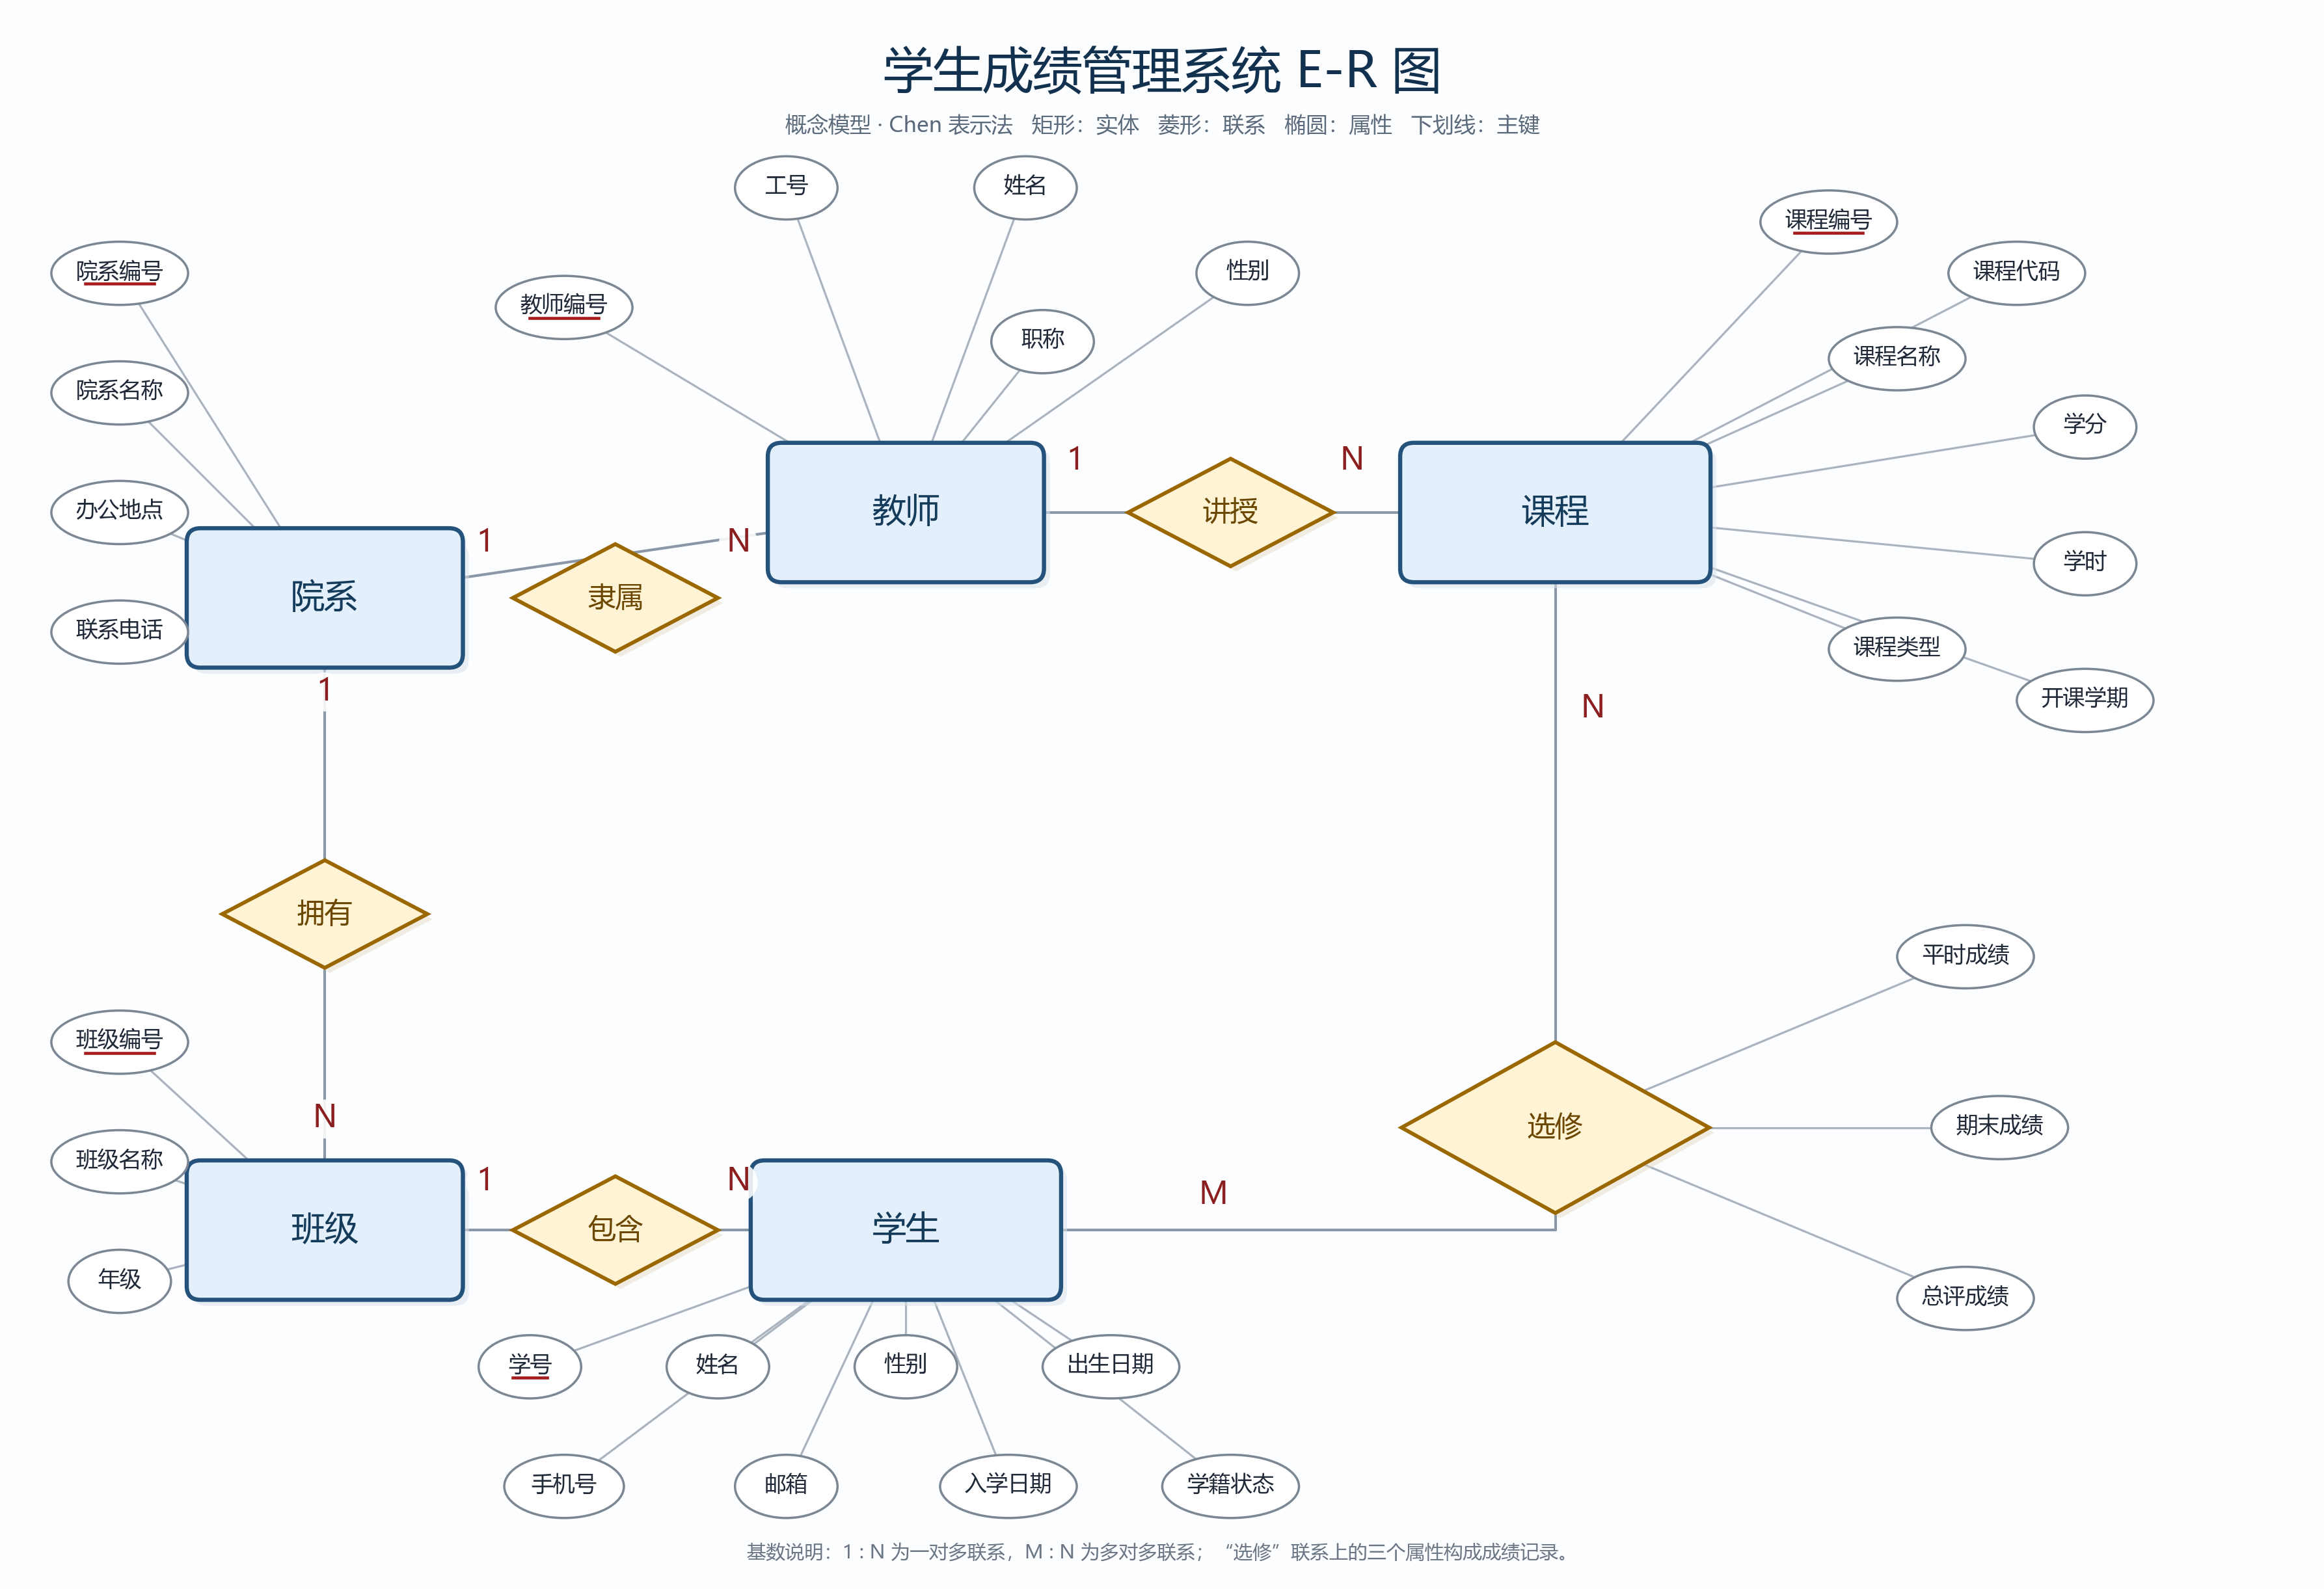 学生成绩管理系统 E-R 图
概念模型 · Chen 表示法 矩形：实体 菱形：联系 椭圆：属性 下划线：主键
工号
姓名
课程编号
院系编号
教师编号
性别
课程代码
职称
课程名称
院系名称
学分
办公地点
教师
1
讲授
N
课程
学时
院系
1
隶属
N
联系电话
课程类型
开课学期
1
N
拥有
平时成绩
班级编号
N
选修
期末成绩
班级名称
班级
1
包含
N
学生
M
年级
总评成绩
学号
姓名
性别
出生日期
手机号
邮箱
入学日期
学籍状态
基数说明：1 : N 为一对多联系，M : N 为多对多联系；“选修”联系上的三个属性构成成绩记录。